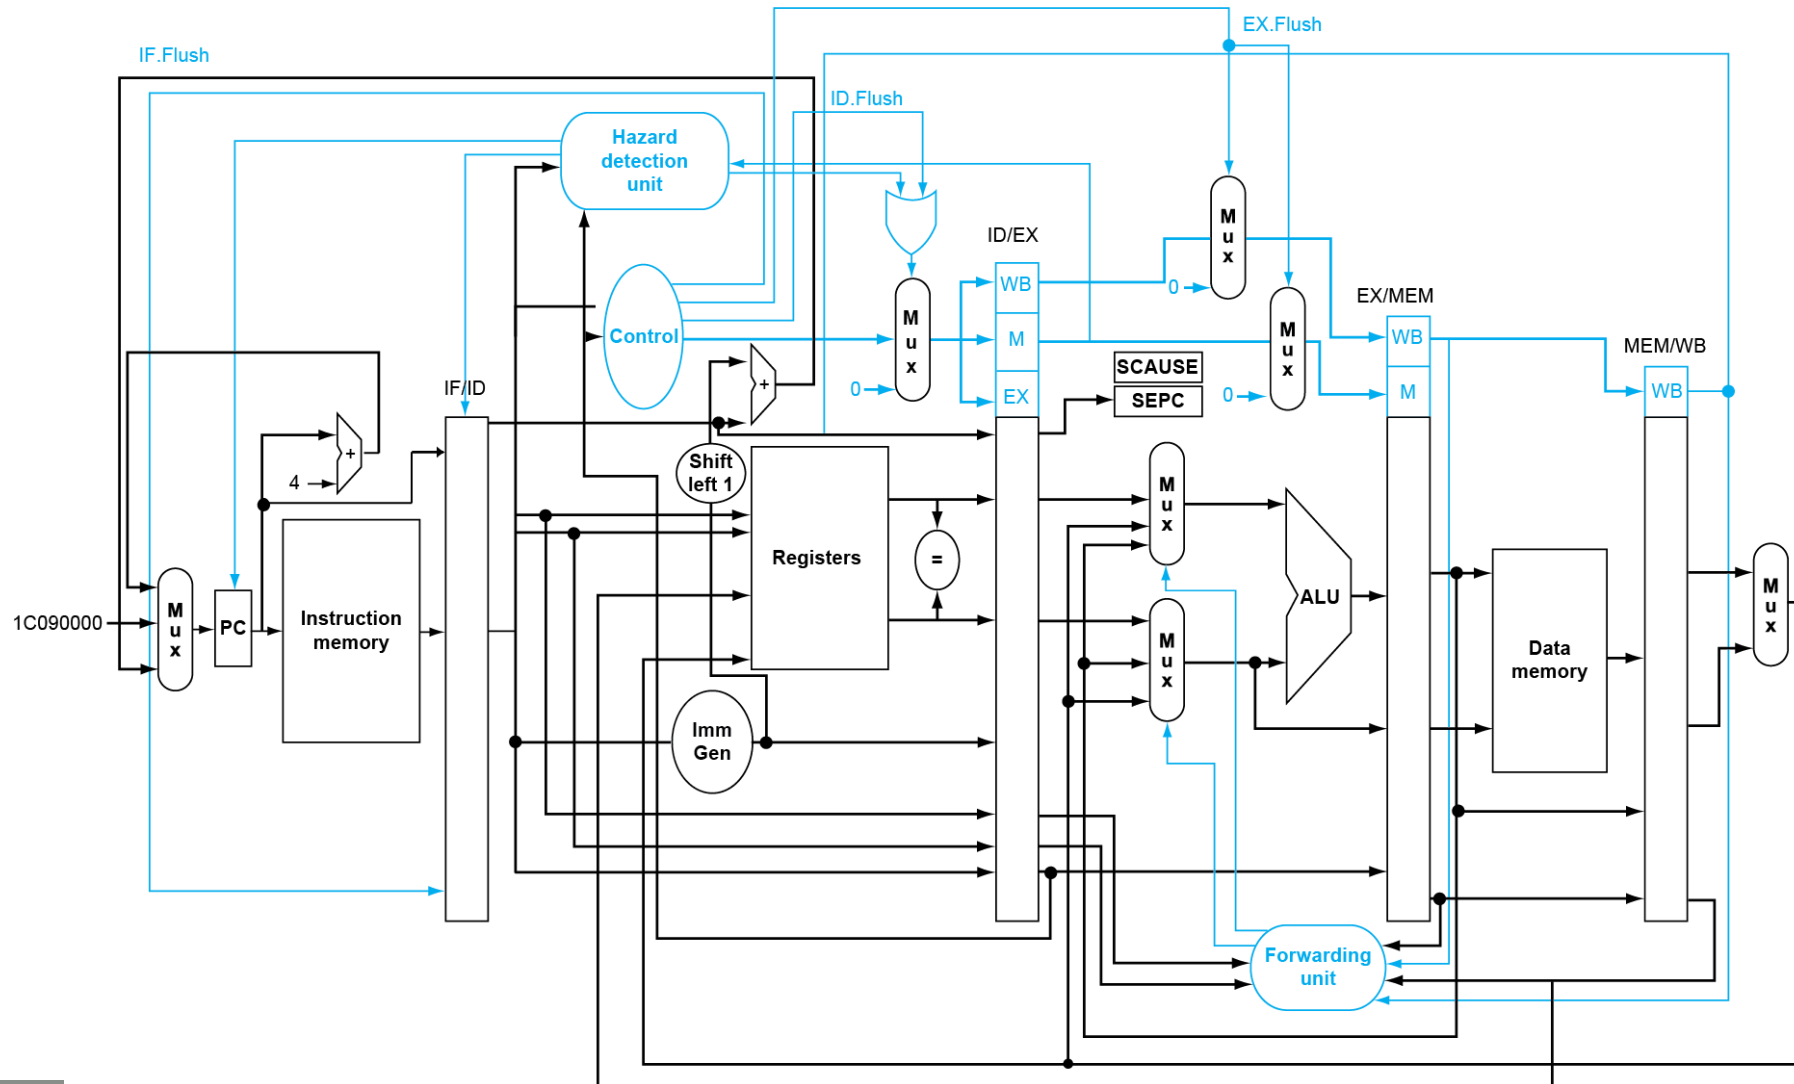 EX.Flush
IF.Flush
ID.Flush
Hazard
detection
unit
M
u
x
ID/EX
WB
0
EX/MEM
Control
M
u
x
M
M
u
x
WB
MEM/WB
SCAUSE
+
IF/ID
0
EX
SEPC
0
M
WB
+
4
Shift
left 1
M
u
x
Registers
=
1C090000
M
u
x
PC
Instruction
memory
ALU
M
u
x
Data
memory
M
u
x
Imm
Gen
Forwarding
unit